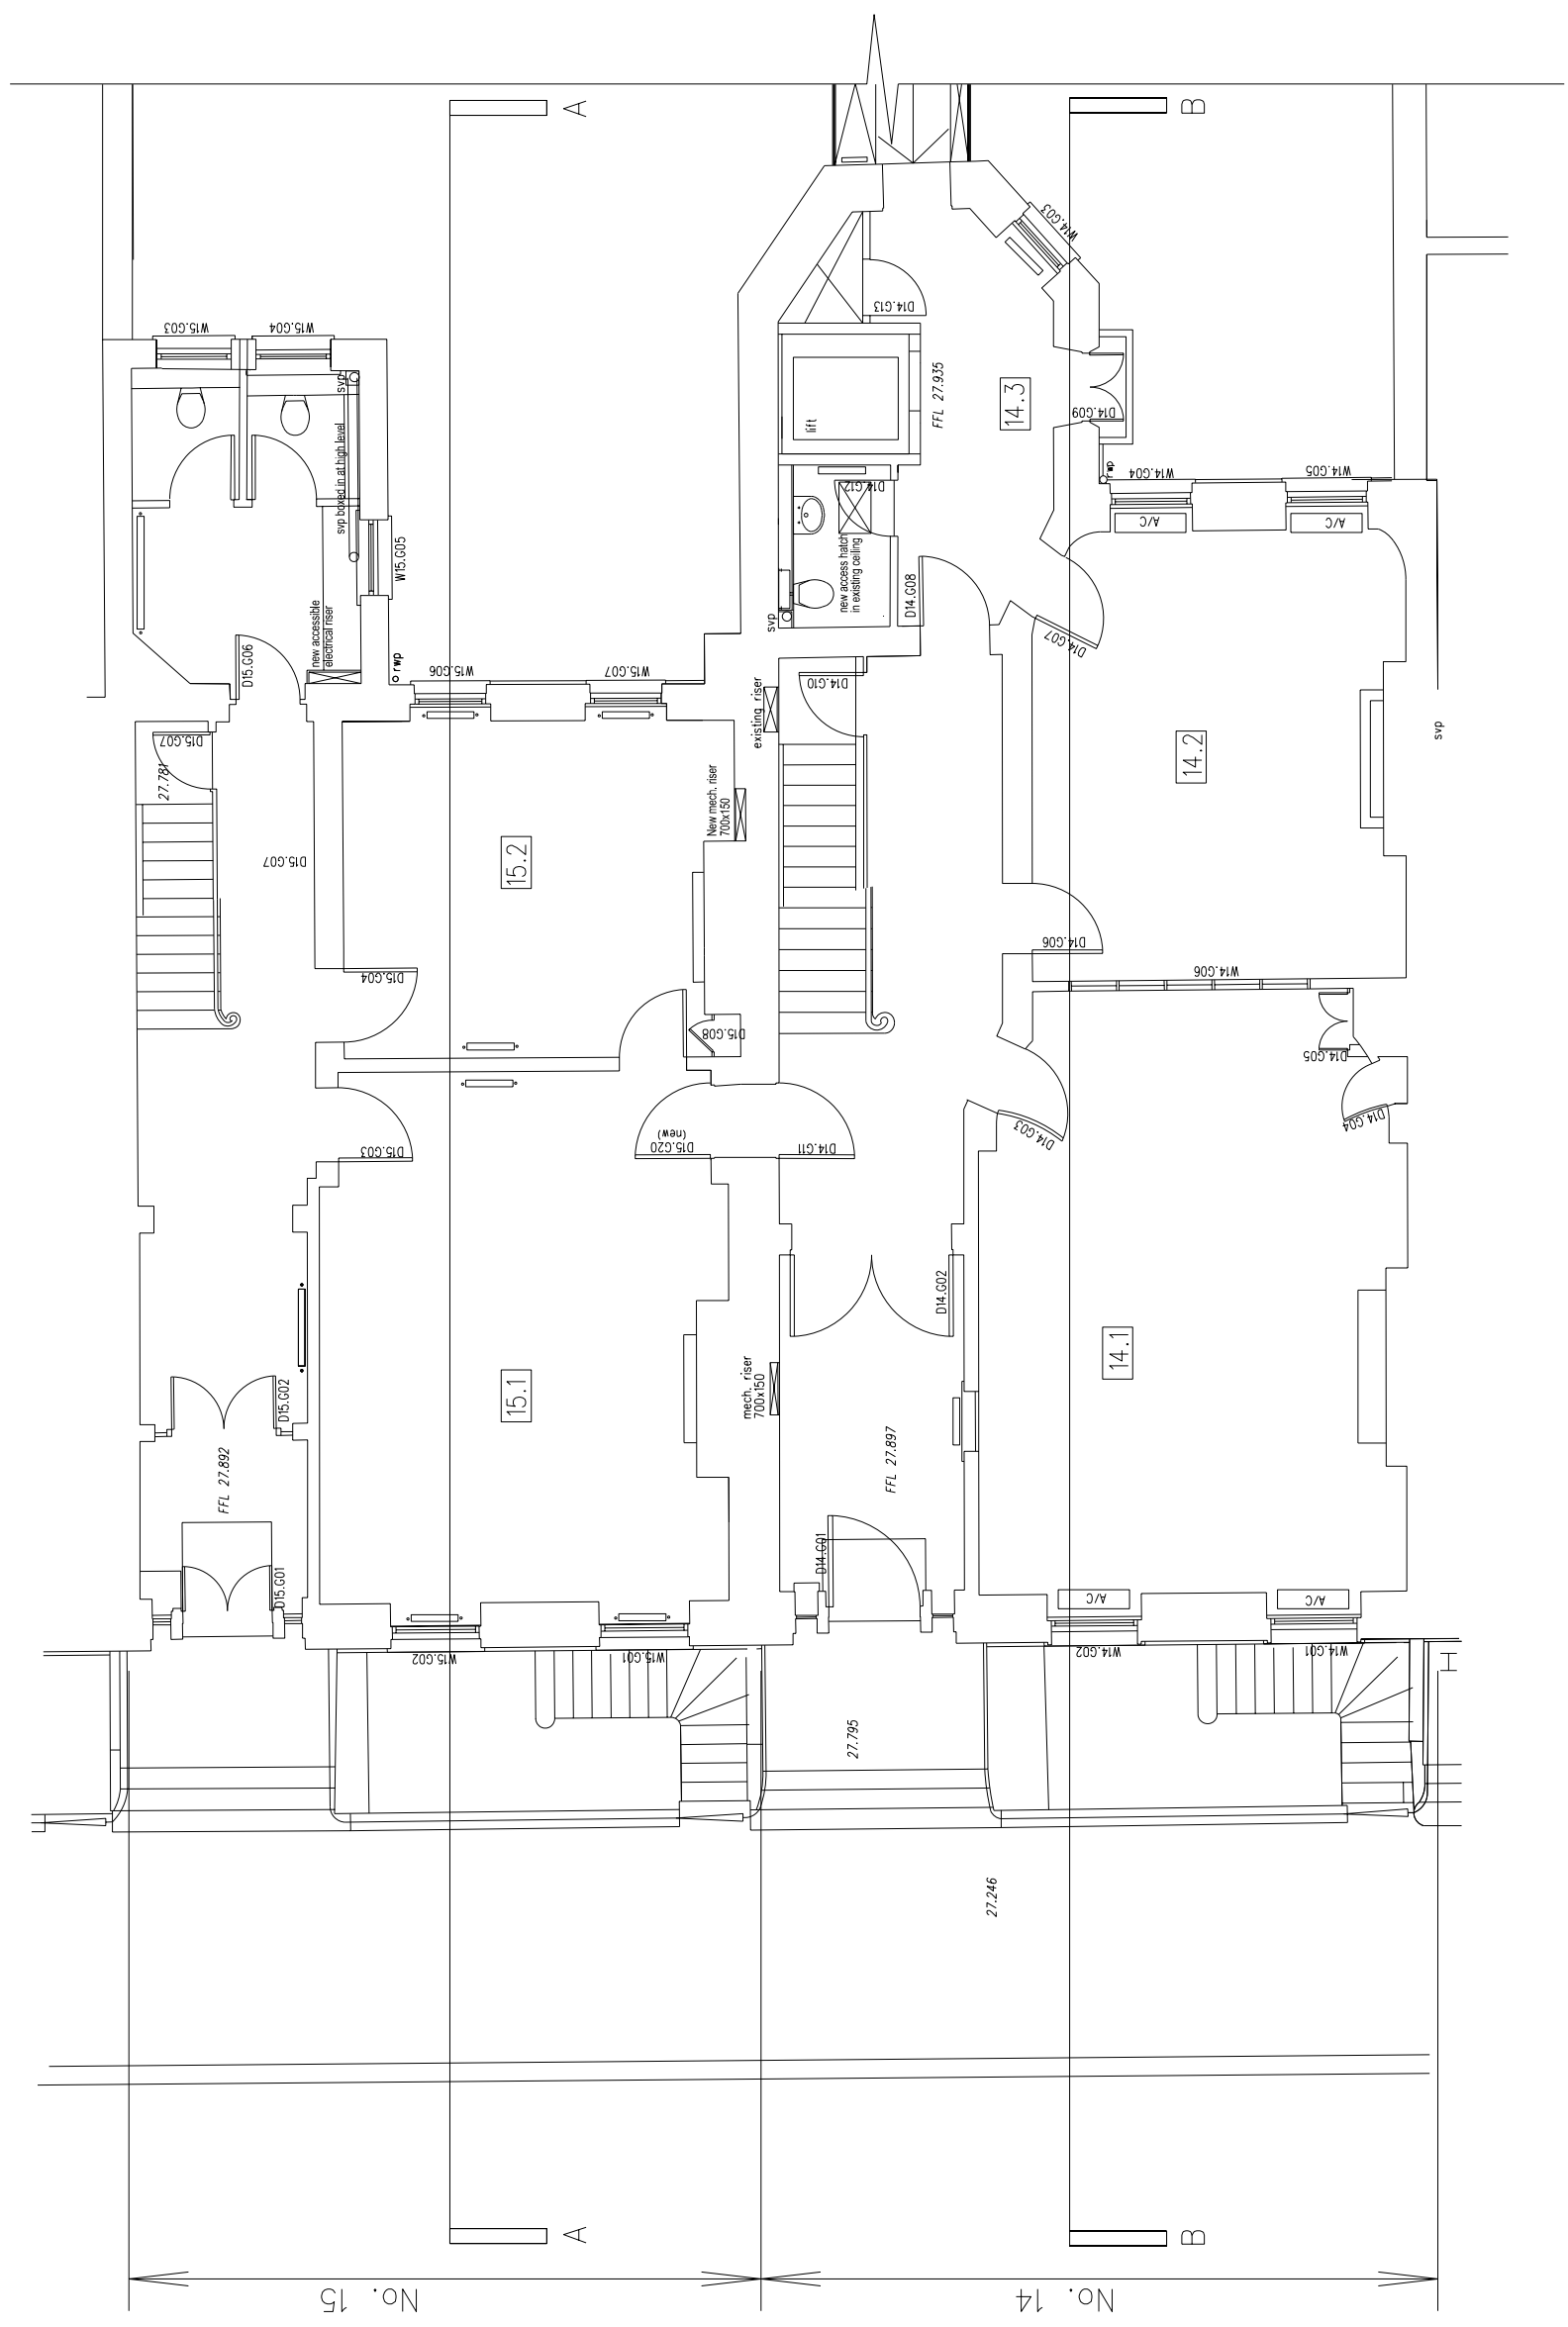 A
B
W14.G03
D14.G13
W15.G03
W15.G04
FFL 27.935
svp
14.3
D14.G09
lift
svp boxed in at high level
rwp
W14.G04
W14.G05
D14.G12
A/C
A/C
W15.G05
new access hatch
in existing ceiling
D14.G08
svp
new accessible
electrical riser
D14.G07
D15.G06
rwp
W15.G06
W15.G07
D14.G10
existing riser
svp
D15.G07
27.781
14.2
New mech. riser
700x150
15.2
D15.G07
D14.G06
D15.G04
W14.G06
D15.G08
D14.G05
D14.G04
D14.G03
D15.G03
D15.G20
(new)
D14.G11
D14.G02
14.1
mech. riser
700x150
15.1
D15.G02
FFL 27.892
FFL 27.897
D14.G01
D15.G01
A/C
A/C
W15.G02
W15.G01
W14.G02
W14.G01
H
27.795
27.246
A
B
No. 15
No. 14